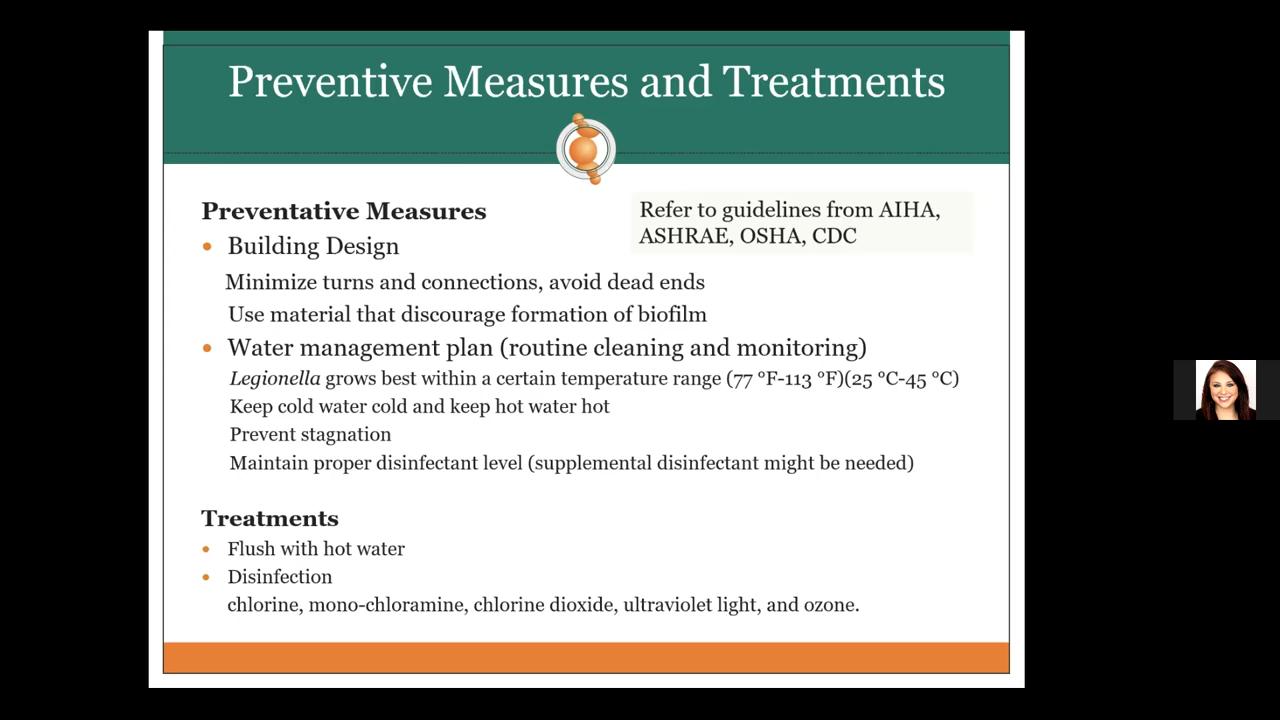 Preventive Measures and Treatments
Preventative Measures
Refer to guidelines from AIHA,
ASHRAE, OSHA, CDC
• Building Design
Minimize turns and connections, avoid dead ends
Use material that discourage formation of biofilm
• Water management plan (routine cleaning and monitoring)
Legionella grows best within a certain temperature range (77 °F-113 °F)(25 °C-45 °C)
Keep cold water cold and keep hot water hot
Prevent stagnation
Maintain proper disinfectant level (supplemental disinfectant might be needed)
Treatments
• Flush with hot water
• Disinfection
chlorine, mono-chloramine, chlorine dioxide, ultraviolet light, and ozone.